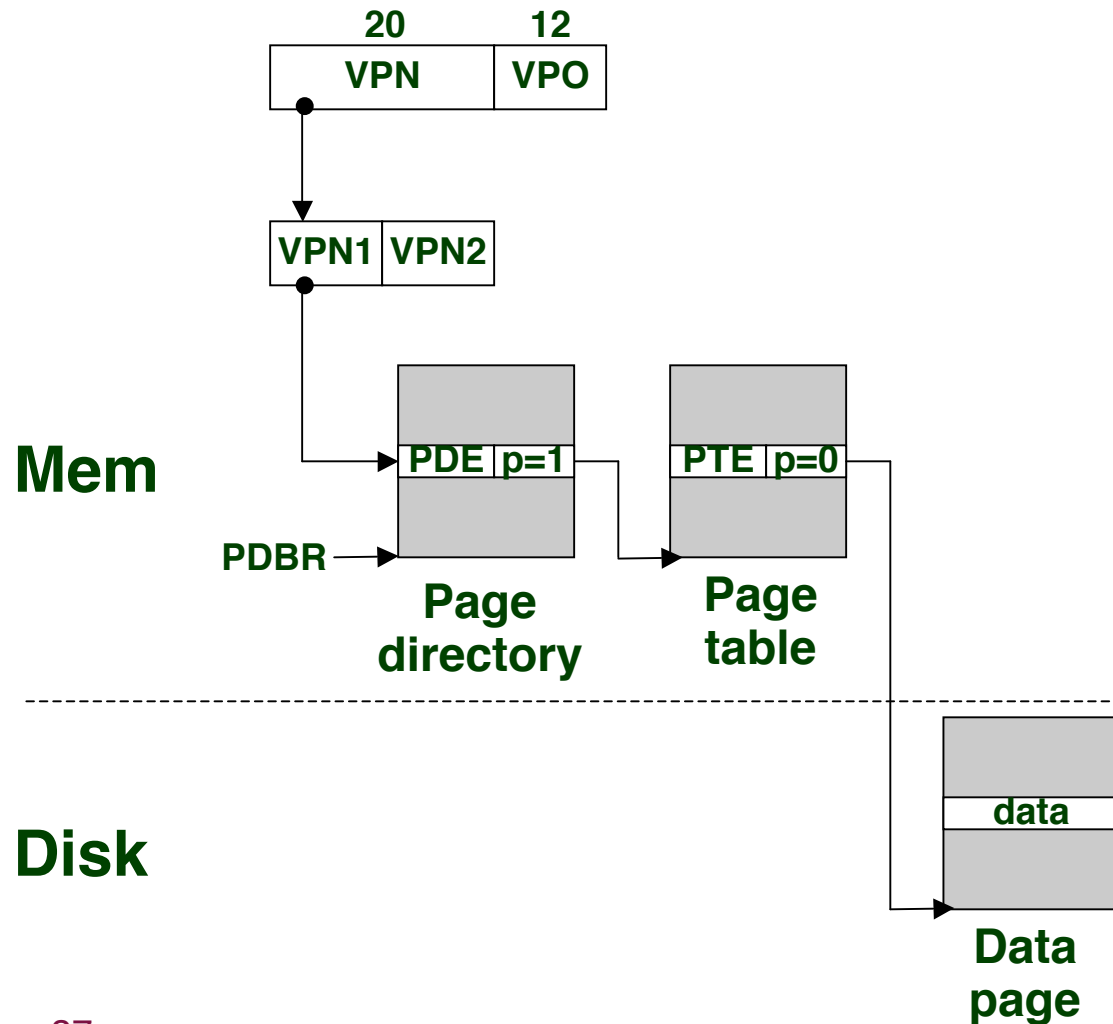 20 12
VPN VPO
VPN1 VPN2
Mem
PDE p=1 PTE p=0
PDBR
Page
directory
Page
table
Disk
data
Data
page